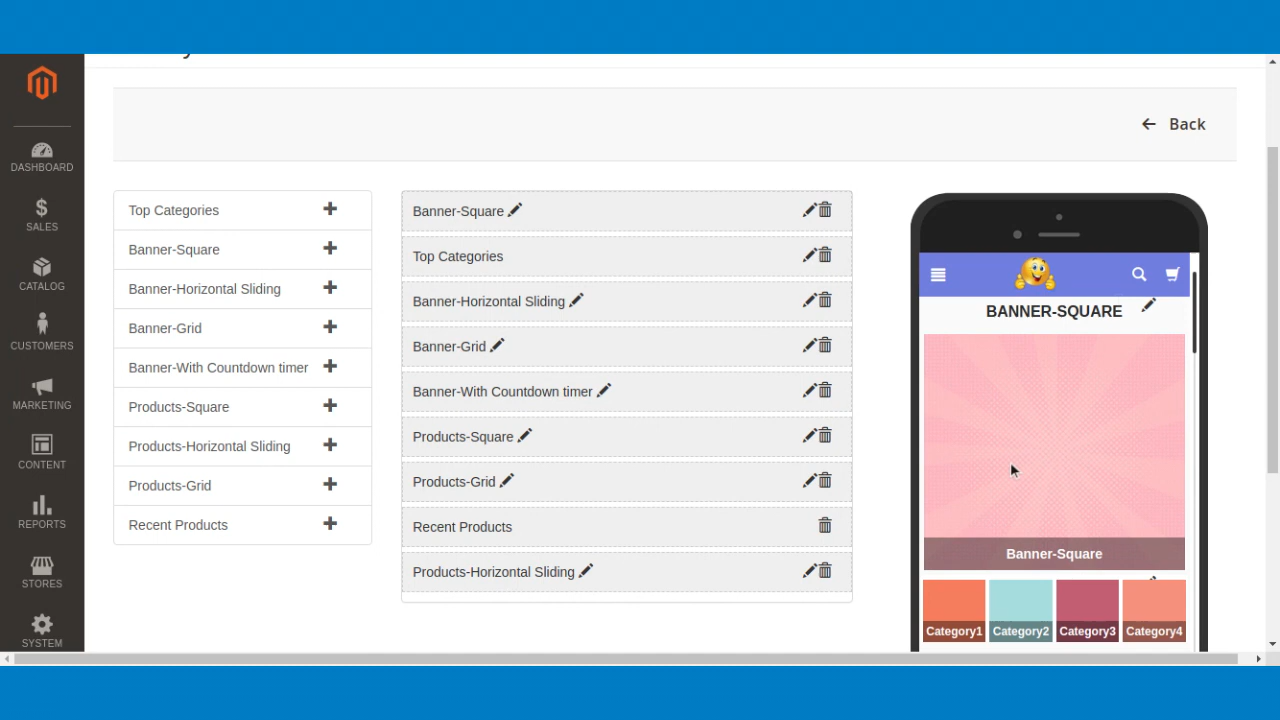 Back
DASHBOARD
SALES
CATALOG
CUSTOMERS
MARKETING
CONTENT
REPORTS
STORES
SYSTEM
Top Categories
Banner-Square
Banner-Horizontal Sliding
Banner-Grid
Banner-With Countdown timer
Products-Square
Products-Horizontal Sliding
Products-Grid
Recent Products
Banner-Square
Top Categories
Banner-Horizontal Sliding
Banner-Grid
Banner-With Countdown timer
Products-Square
Products-Grid
Recent Products
Products-Horizontal Sliding
BANNER-SQUARE
Banner-Square
Category1 Category2 Category3 Category4